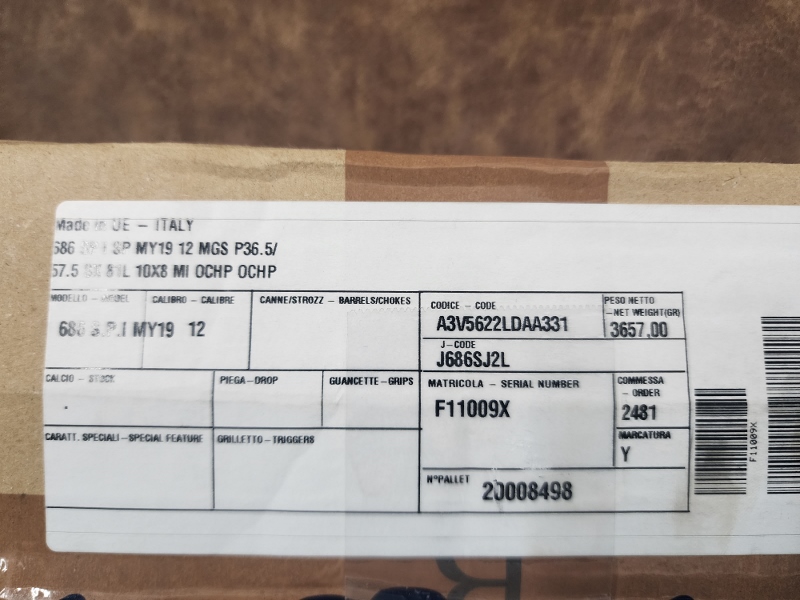 Made in UE - ITALY
686 SP MY19 12 MGS P36.5/
57.5 81L 10X8 MI OCHP OCHP
MODELLO - MODEL
CALIBRO - CALIBRE
CANNE/STROZZ - BARRELS/CHOKES
CODICE - CODE
PESO NETTO
-NET WEIGHT(GR)
686 S.P.I MY19 12
A3V5622LDAA331
3657,00
J-CODE
J686SJ2L
CALCIO - STOCK
PIEGA-DROP
GUANCETTE-GRIPS
MATRICOLA - SERIAL NUMBER
COMMESSA
- ORDER
F11009X
2481
CARATT. SPECIALI-SPECIAL FEATURE
GRILLETTO-TRIGGERS
MARCATURA
Y
N°PALLET
20008498
F11009X